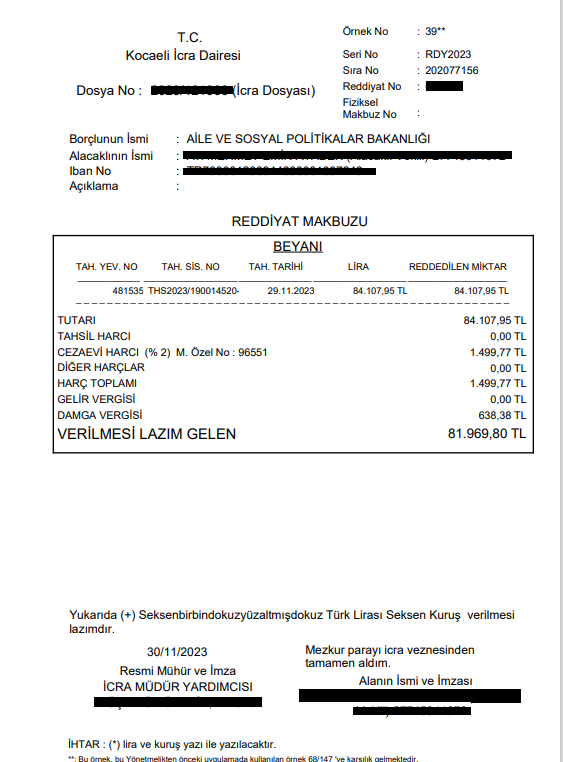 T.C.
Kocaeli İcra Dairesi
Dosya No : (İcra Dosyası)
Örnek No : 39**
Seri No : RDY2023
Sıra No : 202077156
Reddiyat No :
Fiziksel
Makbuz No :
Borçlunun İsmi : AİLE VE SOSYAL POLİTİKALAR BAKANLIĞI
Alacaklının İsmi :
Iban No :
Açıklama :
REDDİYAT MAKBUZU
BEYANI
TAH. YEV. NO TAH. SİS. NO TAH. TARİHİ LİRA REDDEDİLEN MİKTAR
481535 THS2023/190014520- 29.11.2023 84.107,95 TL 84.107,95 TL
TUTARI 84.107,95 TL
TAHSİL HARCI 0,00 TL
CEZAEVİ HARCI (% 2) M. Özel No : 96551 1.499,77 TL
DİĞER HARÇLAR 0,00 TL
HARÇ TOPLAMI 1.499,77 TL
GELİR VERGİSİ 0,00 TL
DAMGA VERGİSİ 638,38 TL
VERİLMESİ LAZIM GELEN 81.969,80 TL
Yukarıda (+) Seksenbirbindokuzyüzaltmışdokuz Türk Lirası Seksen Kuruş verilmesi
lazımdır.
30/11/2023
Resmi Mühür ve İmza
İCRA MÜDÜR YARDIMCISI
Mezkur parayı icra veznesinden
tamamen aldım.
Alanın İsmi ve İmzası
İHTAR : (*) lira ve kuruş yazı ile yazılacaktır.
**: Bu örnek, bu Yönetmelikten önceki uygulamada kullanılan örnek 68/147 'ye karşılık gelmektedir.